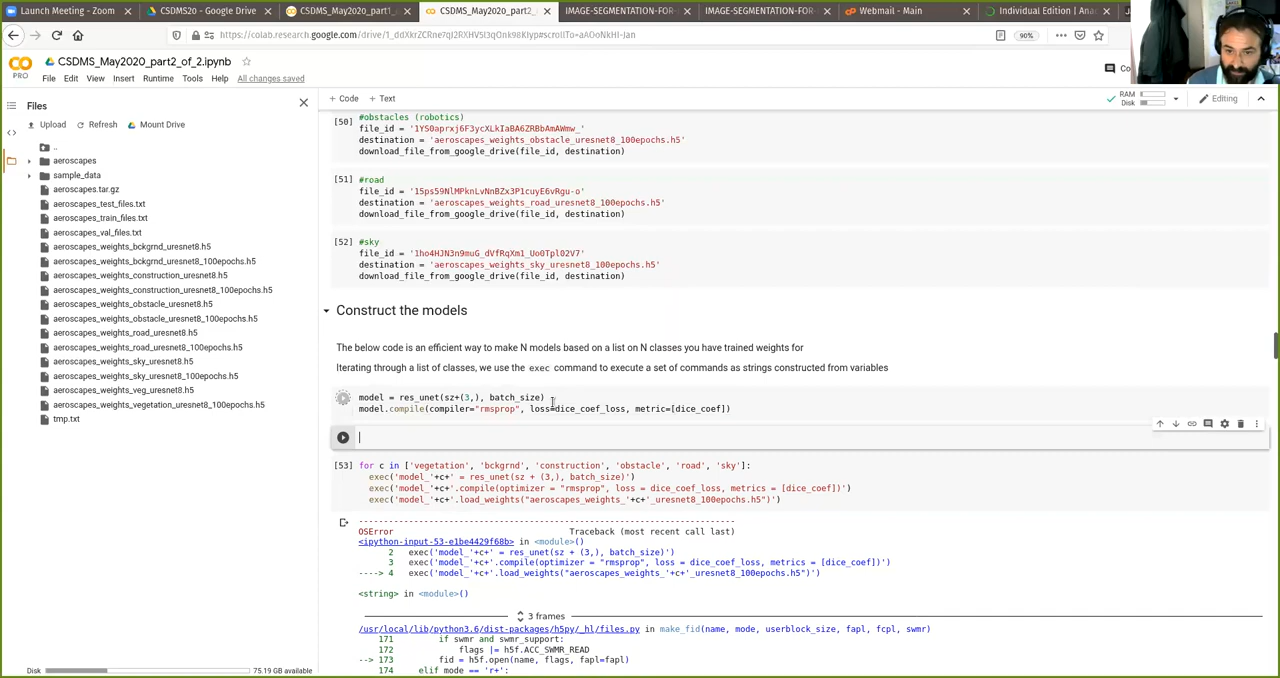 Launch Meeting - Zoom
CSDMS20 - Google Drive
CSDMS_May2020_part1_
CSDMS_May2020_part2_
IMAGE-SEGMENTATION-FOR-
IMAGE-SEGMENTATION-FOR-
Webmail - Main
Individual Edition | Ana
https://colab.research.google.com/drive/
90%
CO
PRO
CSDMS_May2020_part2_of_2.ipynb
File Edit View Insert Runtime Tools Help All changes saved
Co
Files
+ Code + Text
RAM
Disk
Editing
Upload Refresh Mount Drive
..
aeroscapes
sample_data
aeroscapes.tar.gz
aeroscapes_test_files.txt
aeroscapes_train_files.txt
aeroscapes_val_files.txt
aeroscapes_weights_bckgrnd_uresnet8.h5
aeroscapes_weights_bckgrnd_uresnet8_100epochs.h5
aeroscapes_weights_construction_uresnet8.h5
aeroscapes_weights_construction_uresnet8_100epochs.h5
aeroscapes_weights_obstacle_uresnet8.h5
aeroscapes_weights_obstacle_uresnet8_100epochs.h5
aeroscapes_weights_road_uresnet8.h5
aeroscapes_weights_road_uresnet8_100epochs.h5
aeroscapes_weights_sky_uresnet8.h5
aeroscapes_weights_sky_uresnet8_100epochs.h5
aeroscapes_weights_veg_uresnet8.h5
aeroscapes_weights_vegetation_uresnet8_100epochs.h5
tmp.txt
Disk 75.19 GB available
#obstacles (robotics)
[50] file_id = '1YS0aprxj6F3ycXLkIaBA6ZRBbAmAWmw_'
destination = 'aeroscapes_weights_obstacle_uresnet8_100epochs.h5'
download_file_from_google_drive(file_id, destination)
[51] #road
file_id = '15ps59NlMPknLvNnBZx3P1cuyE6vRgu-o'
destination = 'aeroscapes_weights_road_uresnet8_100epochs.h5'
download_file_from_google_drive(file_id, destination)
[52] #sky
file_id = '1ho4HJN3n9muG_dVfRqXm1_Uo0Tpl02V7'
destination = 'aeroscapes_weights_sky_uresnet8_100epochs.h5'
download_file_from_google_drive(file_id, destination)
Construct the models
The below code is an efficient way to make N models based on a list on N classes you have trained weights for
Iterating through a list of classes, we use the exec command to execute a set of commands as strings constructed from variables
model = res_unet(sz+(3,), batch_size)
model.compile(compiler="rmsprop", loss=dice_coef_loss, metric=[dice_coef])
[53] for c in ['vegetation', 'bckgrnd', 'construction', 'obstacle', 'road', 'sky']:
exec('model_'+c+' = res_unet(sz + (3,), batch_size)')
exec('model_'+c+'.compile(optimizer = "rmsprop", loss = dice_coef_loss, metrics = [dice_coef])')
exec('model_'+c+'.load_weights("aeroscapes_weights_'+c+'_uresnet8_100epochs.h5")')
OSError Traceback (most recent call last)
<ipython-input-53-e1be4429f68b> in <module>()
2 exec('model_'+c+' = res_unet(sz + (3,), batch_size)')
3 exec('model_'+c+'.compile(optimizer = "rmsprop", loss = dice_coef_loss, metrics = [dice_coef])')
----> 4 exec('model_'+c+'.load_weights("aeroscapes_weights_'+c+'_uresnet8_100epochs.h5")')
<string> in <module>()
3 frames
/usr/local/lib/python3.6/dist-packages/h5py/_hl/files.py in make_fid(name, mode, userblock_size, fapl, fcpl, swmr)
171 if swmr and swmr_support:
172 flags |= h5f.ACC_SWMR_READ
--> 173 fid = h5f.open(name, flags, fapl=fapl)
174 elif mode == 'r+':